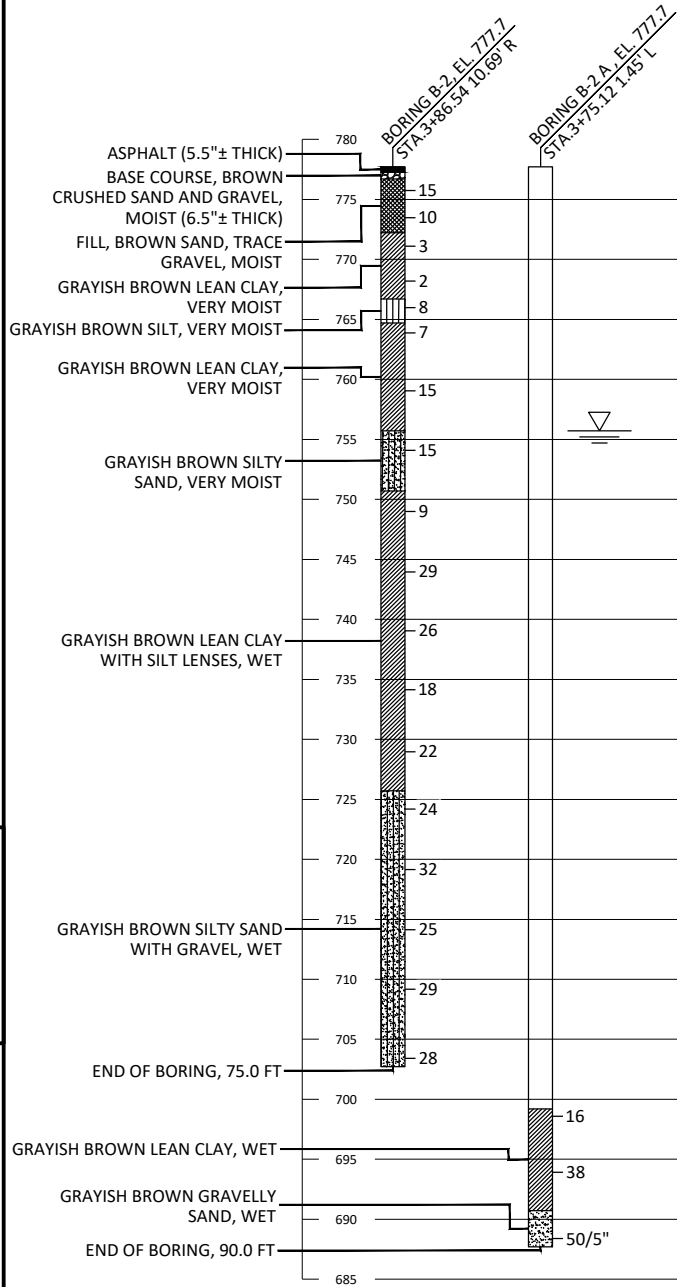 BORING B-2, EL. 777.7
STA.3+86.54 10.69' R
BORING B-2 A , EL. 777.7
STA.3+75.12 1.45' L
780
ASPHALT (5.5"± THICK)
BASE COURSE, BROWN
CRUSHED SAND AND GRAVEL,
MOIST (6.5"± THICK)
775
15
FILL, BROWN SAND, TRACE
GRAVEL, MOIST
10
3
770
GRAYISH BROWN LEAN CLAY,
VERY MOIST
2
GRAYISH BROWN SILT, VERY MOIST
8
765
7
GRAYISH BROWN LEAN CLAY,
VERY MOIST
760
15
755
15
GRAYISH BROWN SILTY
SAND, VERY MOIST
750
9
745
29
740
26
GRAYISH BROWN LEAN CLAY
WITH SILT LENSES, WET
735
18
730
22
725
24
720
32
715
25
GRAYISH BROWN SILTY SAND
WITH GRAVEL, WET
710
29
705
28
END OF BORING, 75.0 FT
700
16
GRAYISH BROWN LEAN CLAY, WET
695
38
GRAYISH BROWN GRAVELLY
SAND, WET
690
50/5"
END OF BORING, 90.0 FT
685